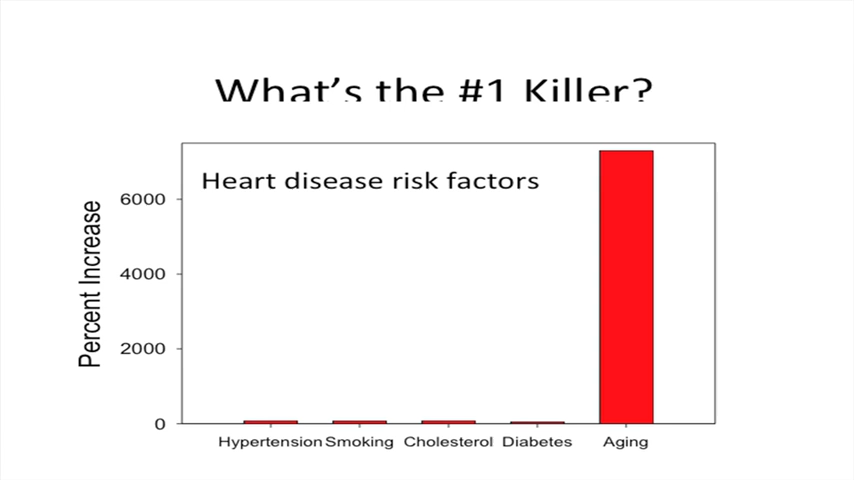 What's the #1 Killer?
Heart disease risk factors
Percent Increase
6000
4000
2000
0
Hypertension Smoking Cholesterol Diabetes Aging